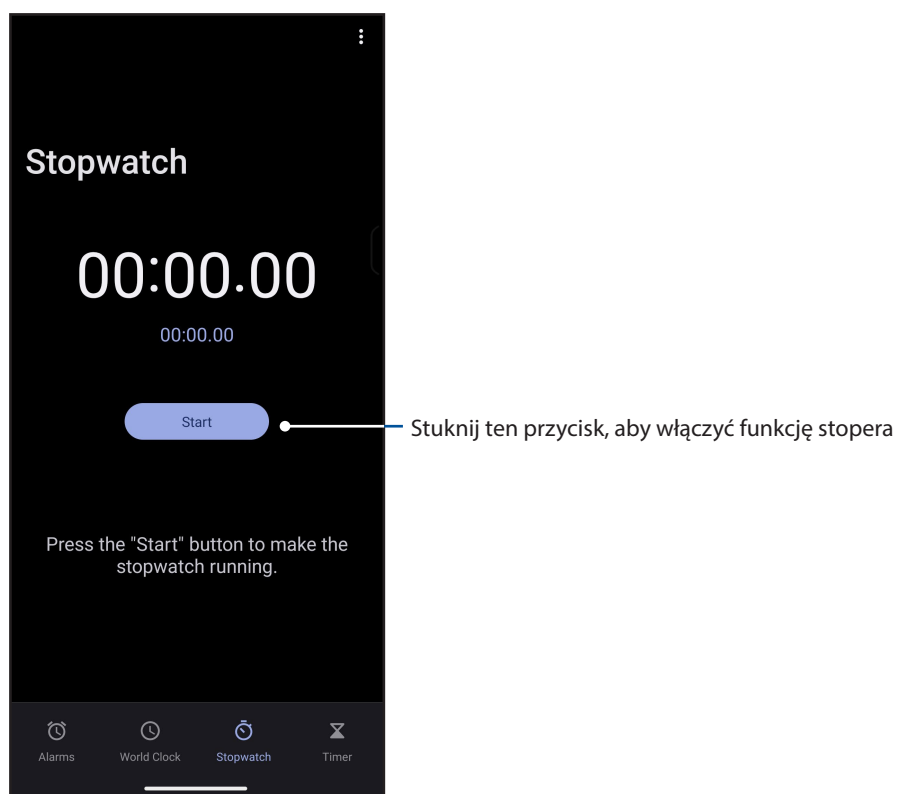 Stopwatch
00:00.00
00:00.00
Start
Stuknij ten przycisk, aby włączyć funkcję stopera
Press the "Start" button to make the
stopwatch running.
Alarms World Clock Stopwatch Timer